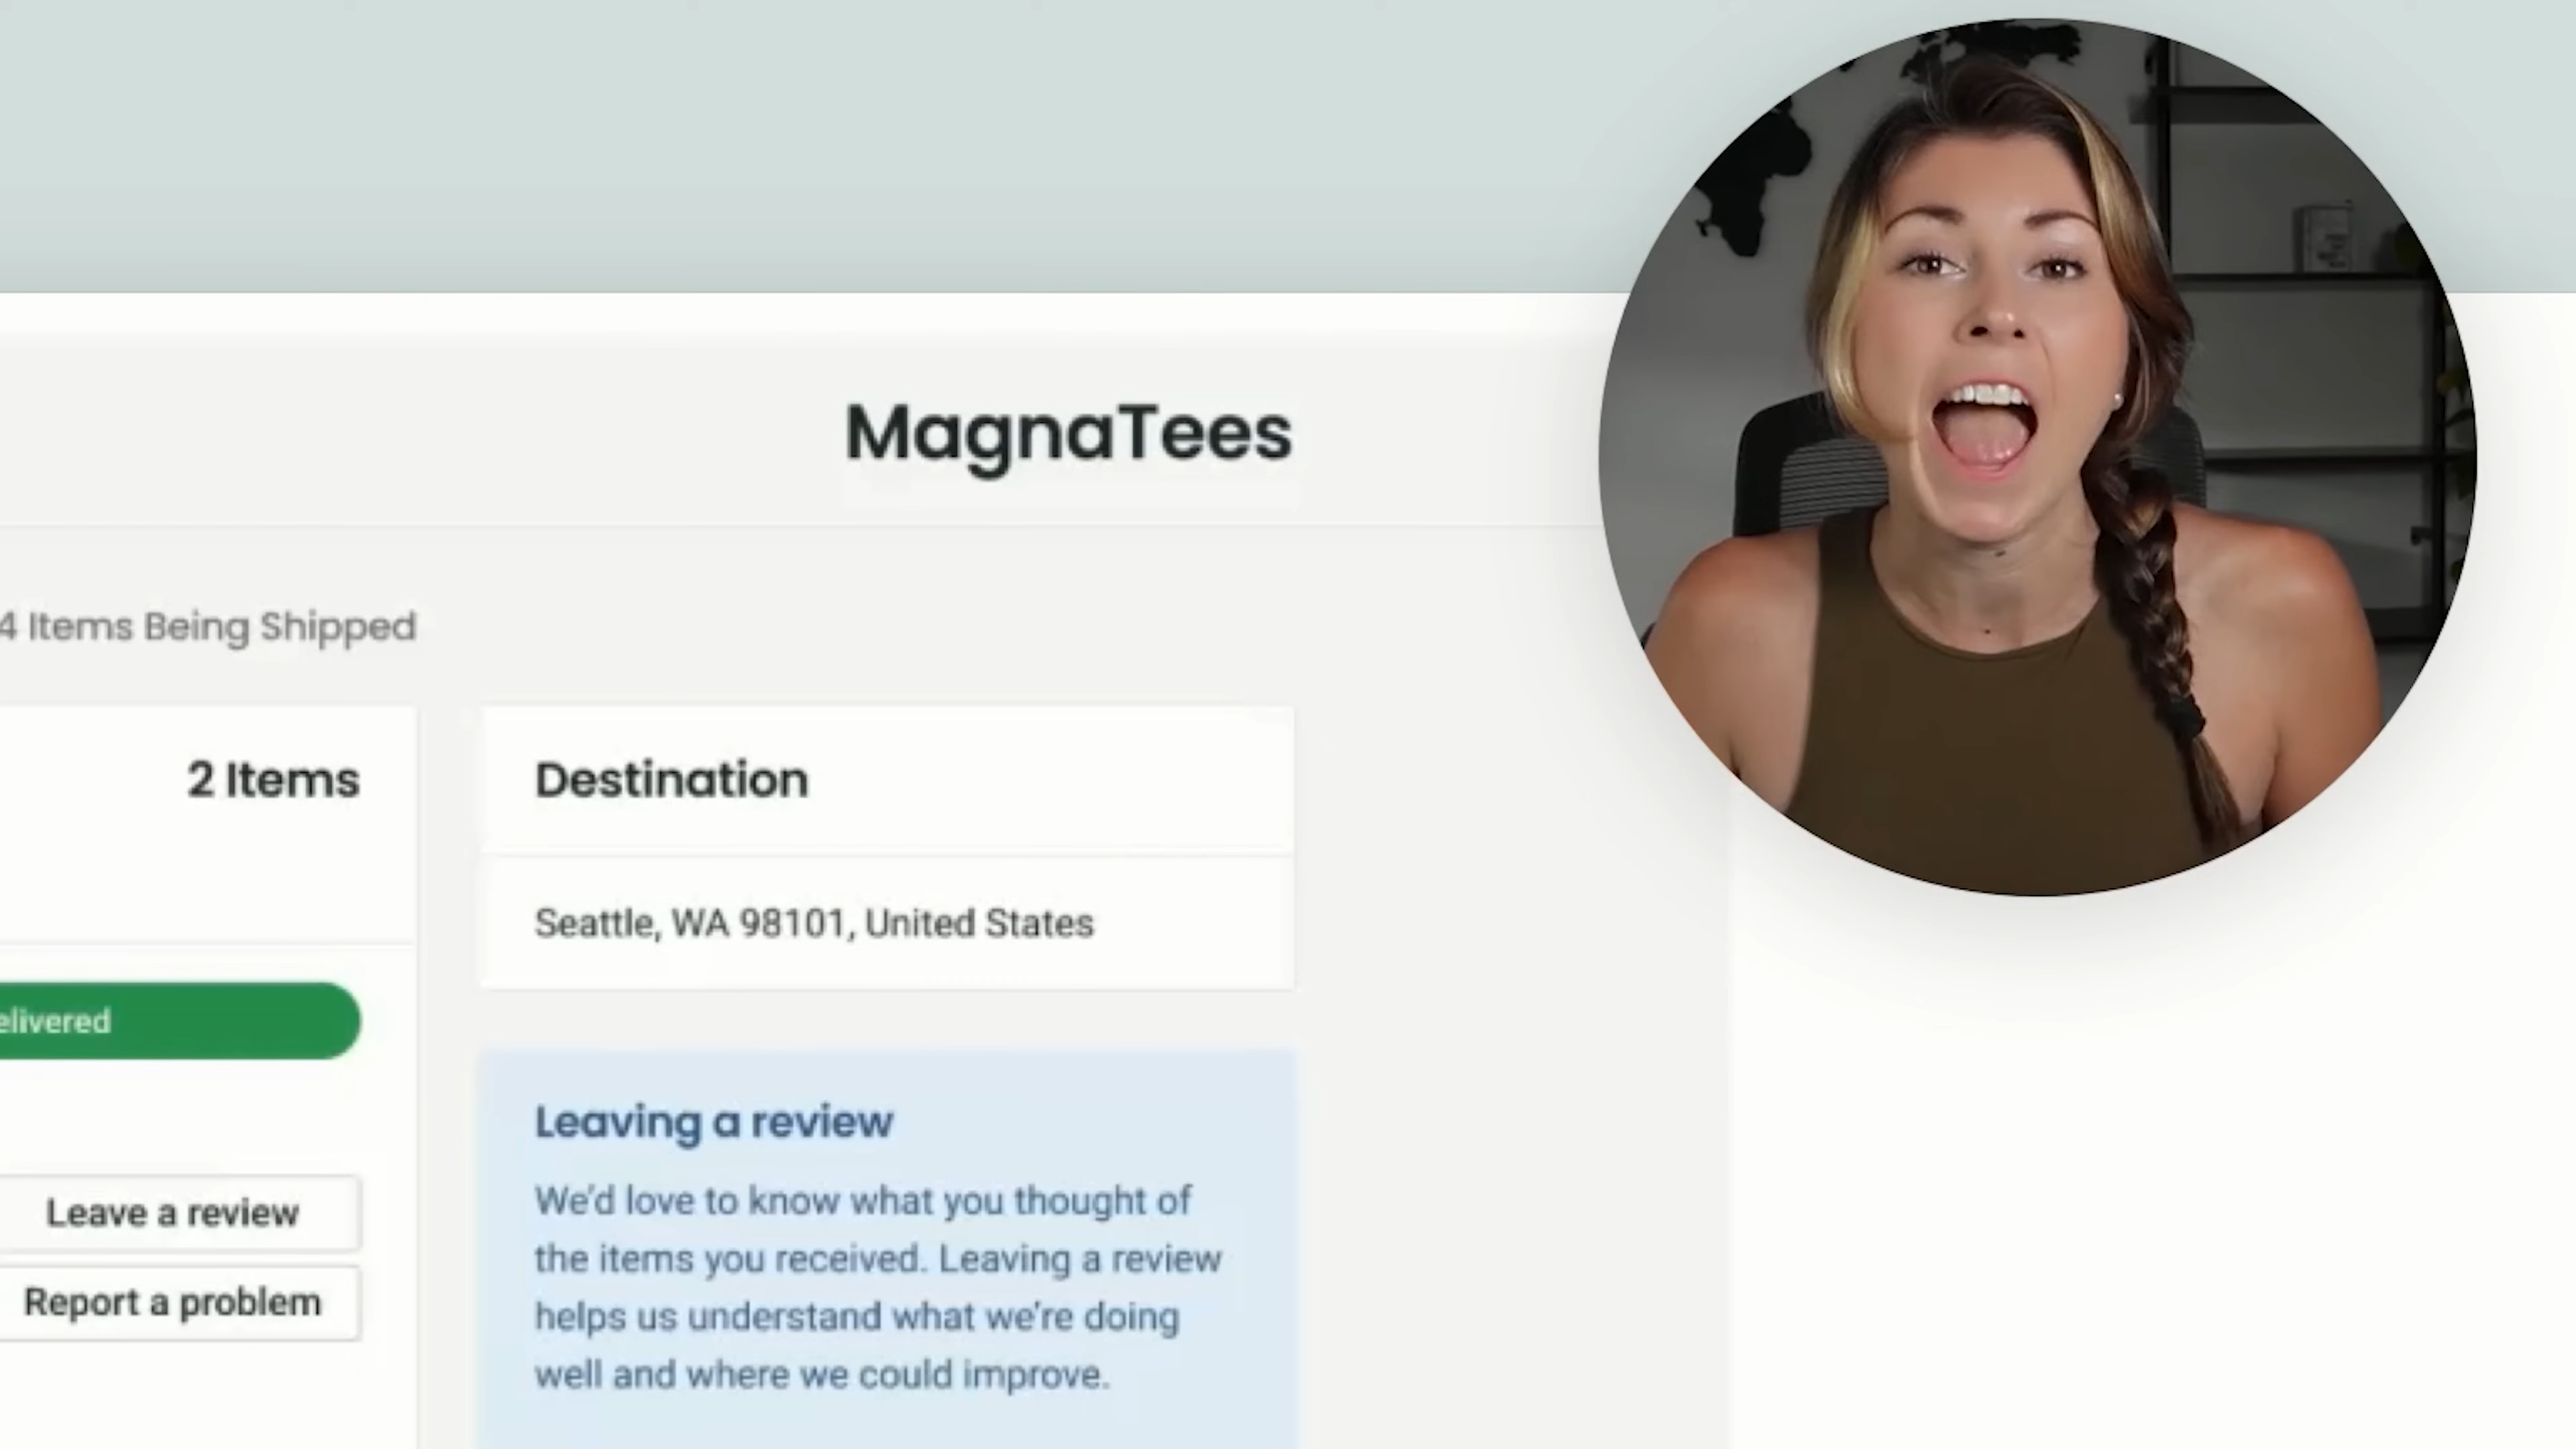 MagnaTees
4 Items Being Shipped
2 Items
Destination
Seattle, WA 98101, United States
elivered
Leaving a review
We'd love to know what you thought of
the items you received. Leaving a review
helps us understand what we're doing
well and where we could improve.
Leave a review
Report a problem